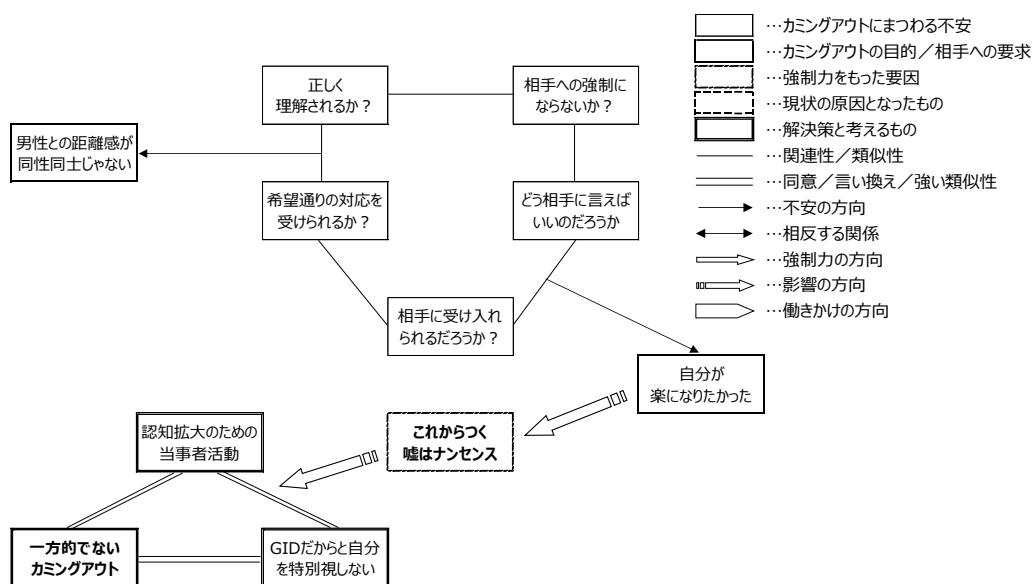 …カミングアウトにまつわる不安
…カミングアウトの目的／相手への要求
…強制力をもった要因
…現状の原因となったもの
…解決策と考えるもの
…関連性／類似性
…同意／言い換え／強い類似性
…不安の方向
…相反する関係
…強制力の方向
…影響の方向
…働きかけの方向
正しく
理解されるか？
相手への強制に
ならないか？
男性との距離感が
同性同士じゃない
希望通りの対応を
受けられるか？
どう相手に言えば
いいのだろうか
相手に受け入れ
られるだろうか？
自分が
楽になりたかった
これからつく
嘘はナンセンス
認知拡大のための
当事者活動
一方的でない
カミングアウト
GIDだからと自分
を特別視しない